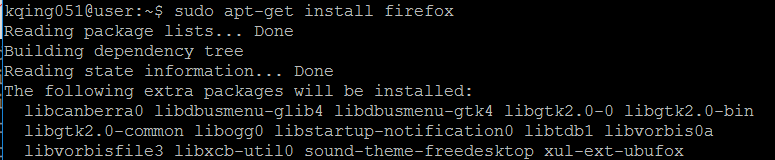 kqing051@user:~$ sudo apt-get install firefox
Reading package lists... Done
Building dependency tree
Reading state information... Done
The following extra packages will be installed:
  libcanberra0 libdbusmenu-glib4 libdbusmenu-gtk4 libgtk2.0-0 libgtk2.0-bin
  libgtk2.0-common libogg0 libstartup-notification0 libtdb1 libvorbis0a
  libvorbisfile3 libxcb-util0 sound-theme-freedesktop xul-ext-ubufox